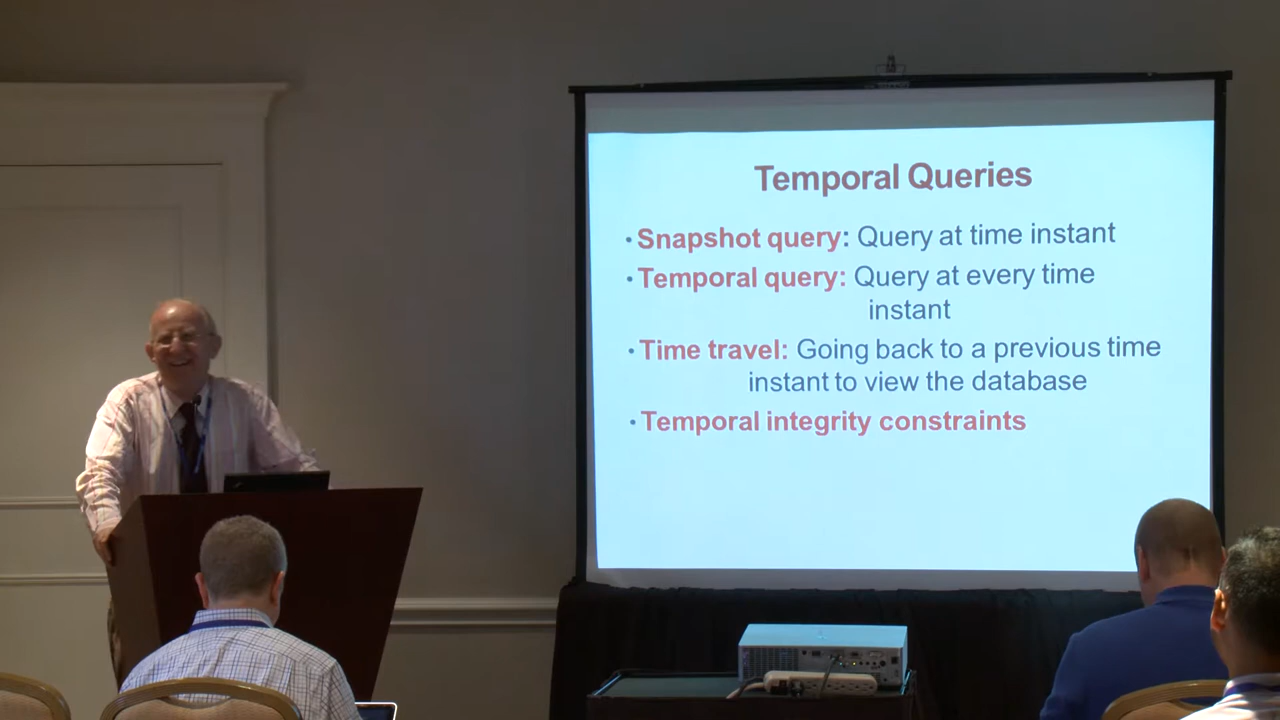 Temporal Queries
• Snapshot query: Query at time instant
• Temporal query: Query at every time
instant
• Time travel: Going back to a previous time
instant to view the database
• Temporal integrity constraints